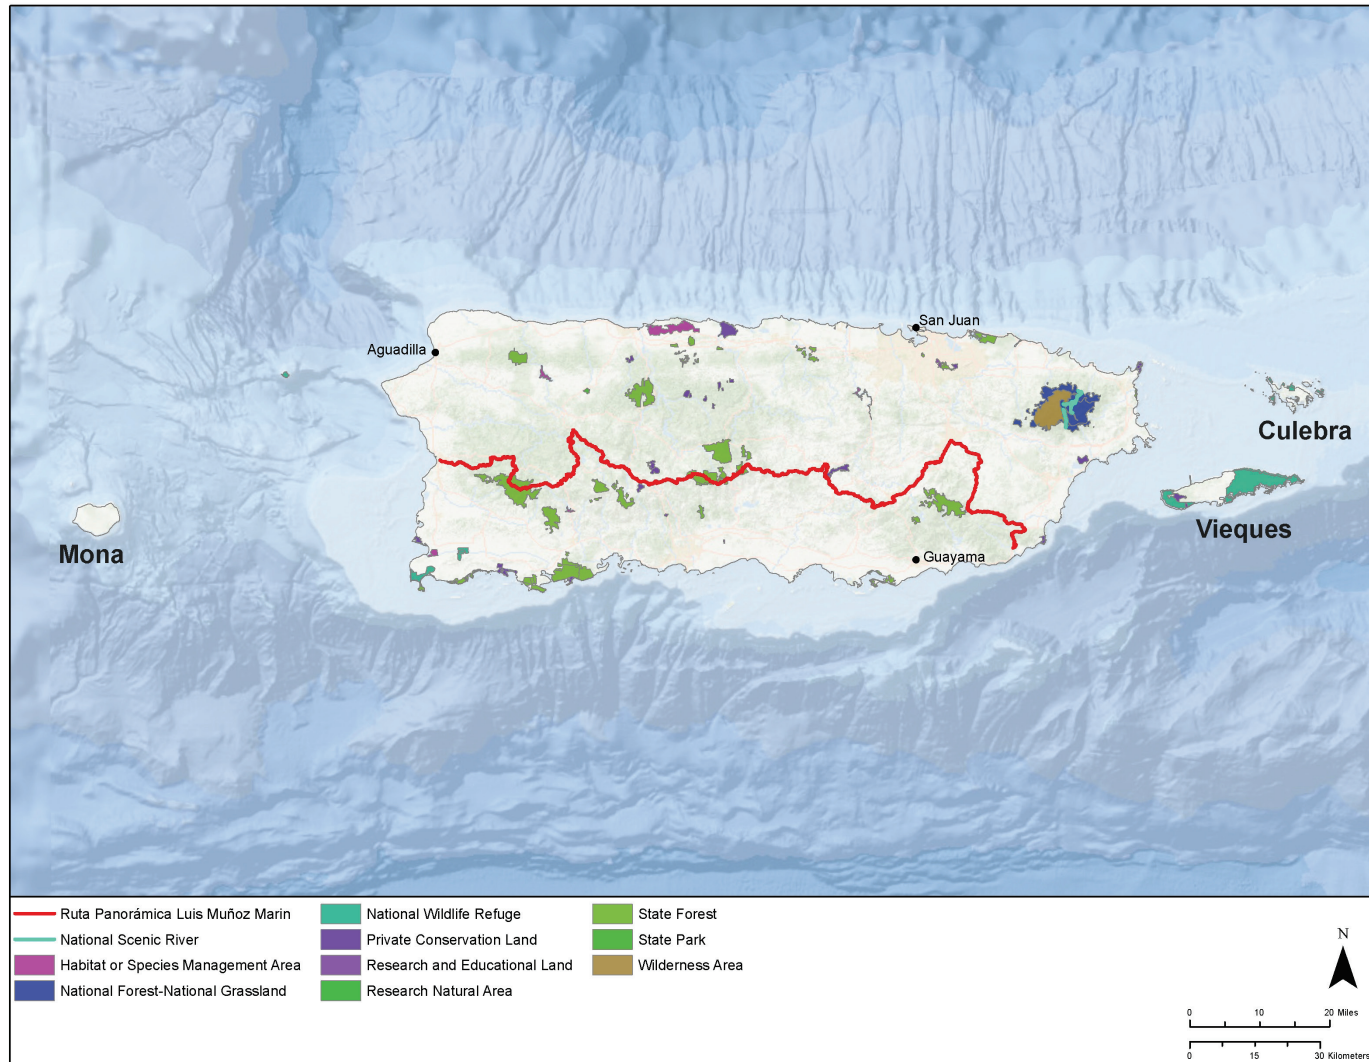 San Juan
Aguadilla
Culebra
Vieques
Mona
Guayama
Ruta Panorámica Luis Muñoz Marin
National Scenic River
Habitat or Species Management Area
National Forest-National Grassland
National Wildlife Refuge
Private Conservation Land
Research and Educational Land
Research Natural Area
State Forest
State Park
Wilderness Area
N
0 10 20 Miles
0 15 30 Kilometers